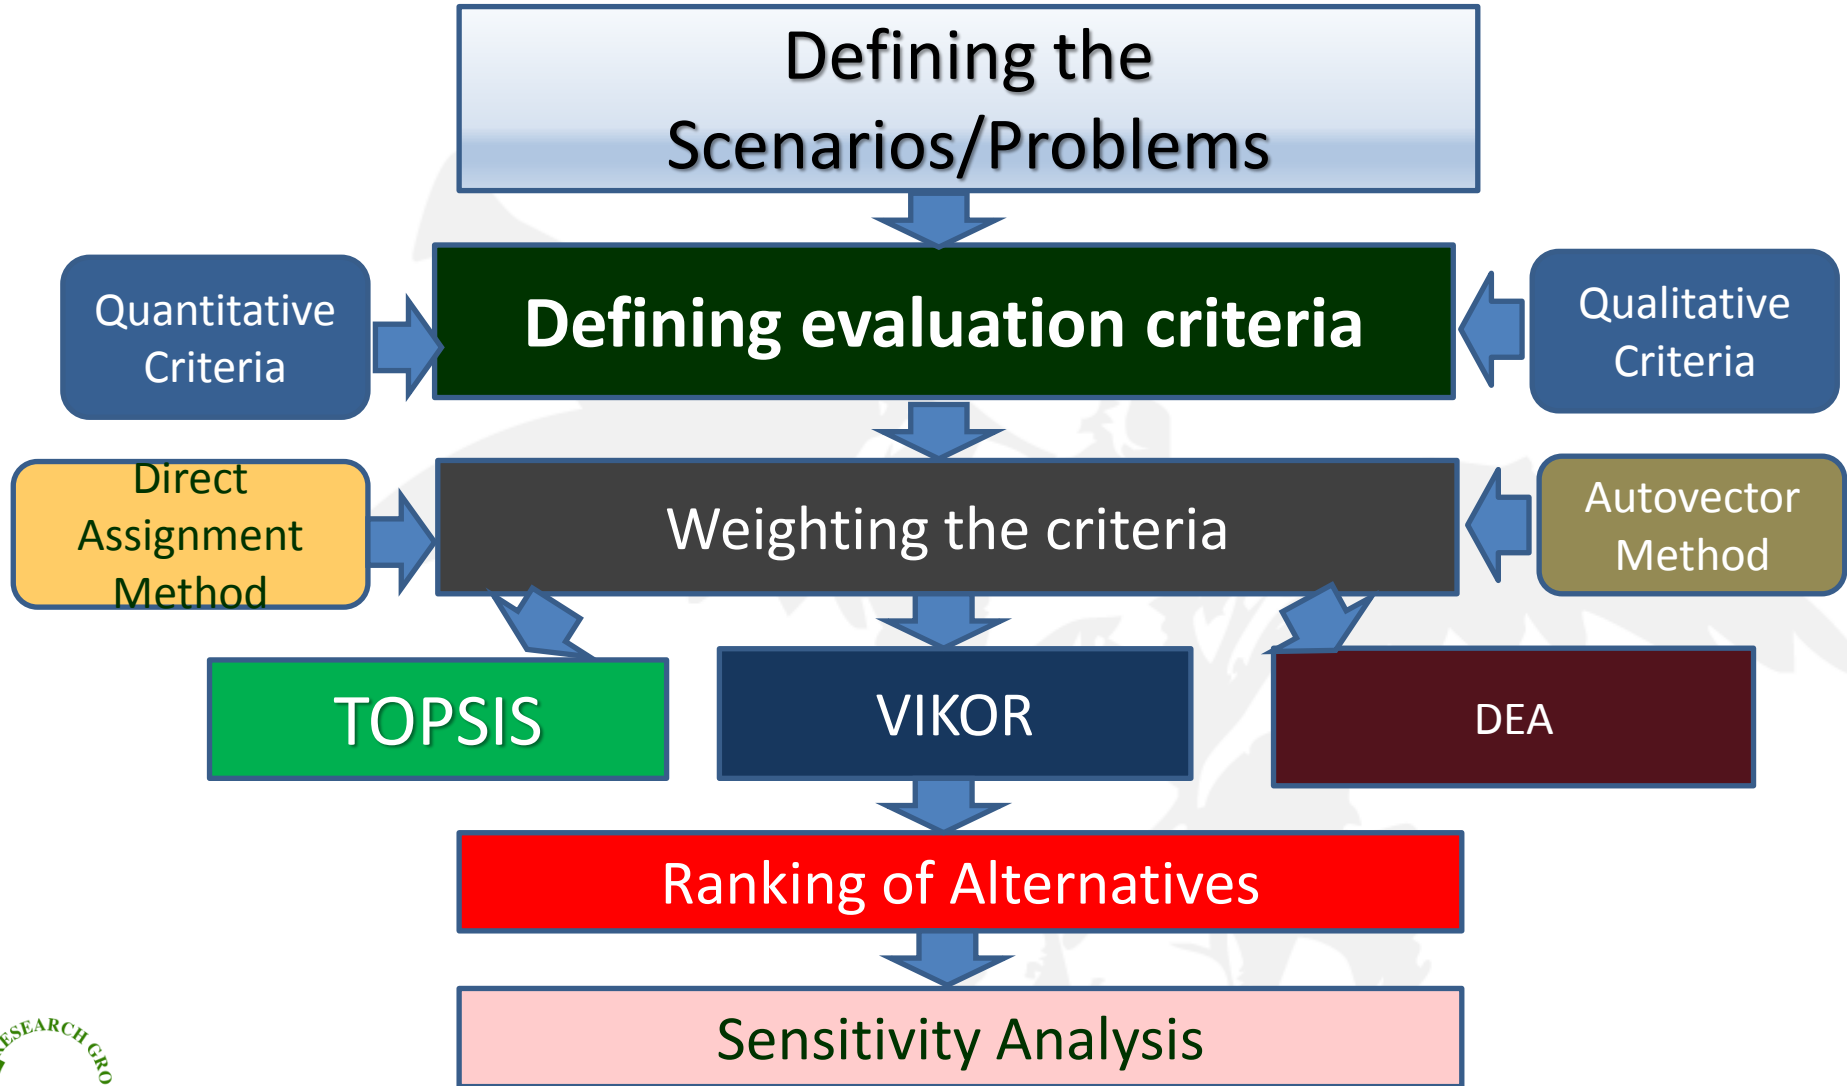 Defining the
Scenarios/Problems
Quantitative
Criteria
Defining evaluation criteria
Qualitative
Criteria
Direct
Assignment
Method
Weighting the criteria
Autovector
Method
TOPSIS
VIKOR
DEA
Ranking of Alternatives
Sensitivity Analysis